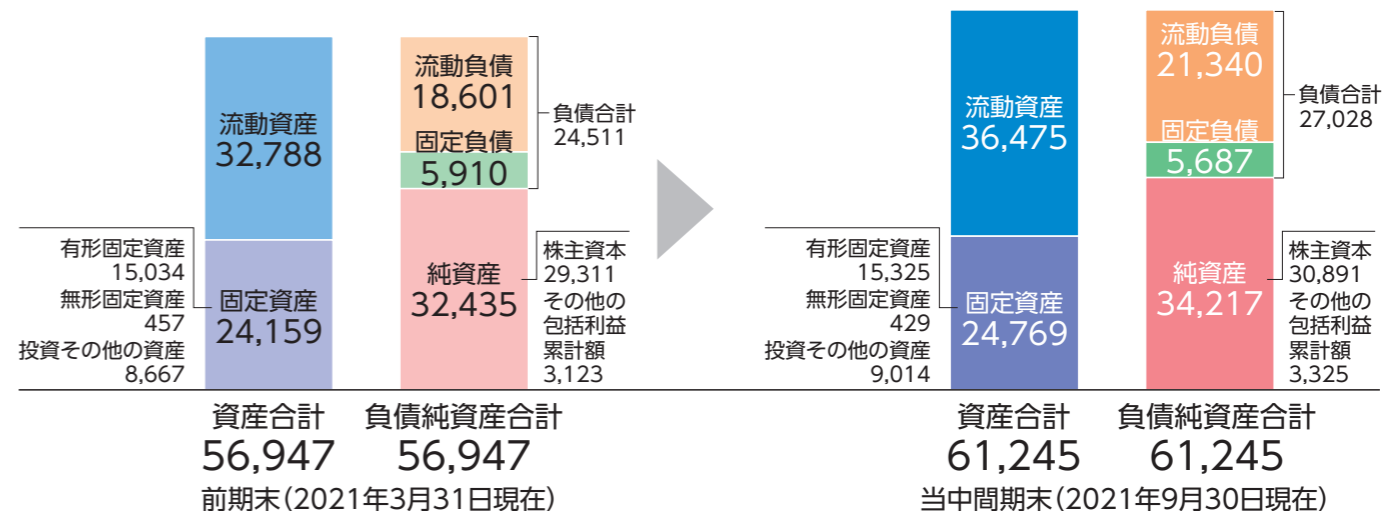 流動資産
32,788
有形固定資産
15,034
無形固定資産
457
投資その他の資産
8,667
固定資産
24,159
流動負債
18,601
固定負債
5,910
負債合計
24,511
純資産
32,435
株主資本
29,311
その他の
包括利益
累計額
3,123
資産合計
56,947
負債純資産合計
56,947
前期末（2021年3月31日現在）
流動資産
36,475
有形固定資産
15,325
無形固定資産
429
投資その他の資産
9,014
固定資産
24,769
流動負債
21,340
固定負債
5,687
負債合計
27,028
純資産
34,217
株主資本
30,891
その他の
包括利益
累計額
3,325
資産合計
61,245
負債純資産合計
61,245
当中間期末（2021年9月30日現在）